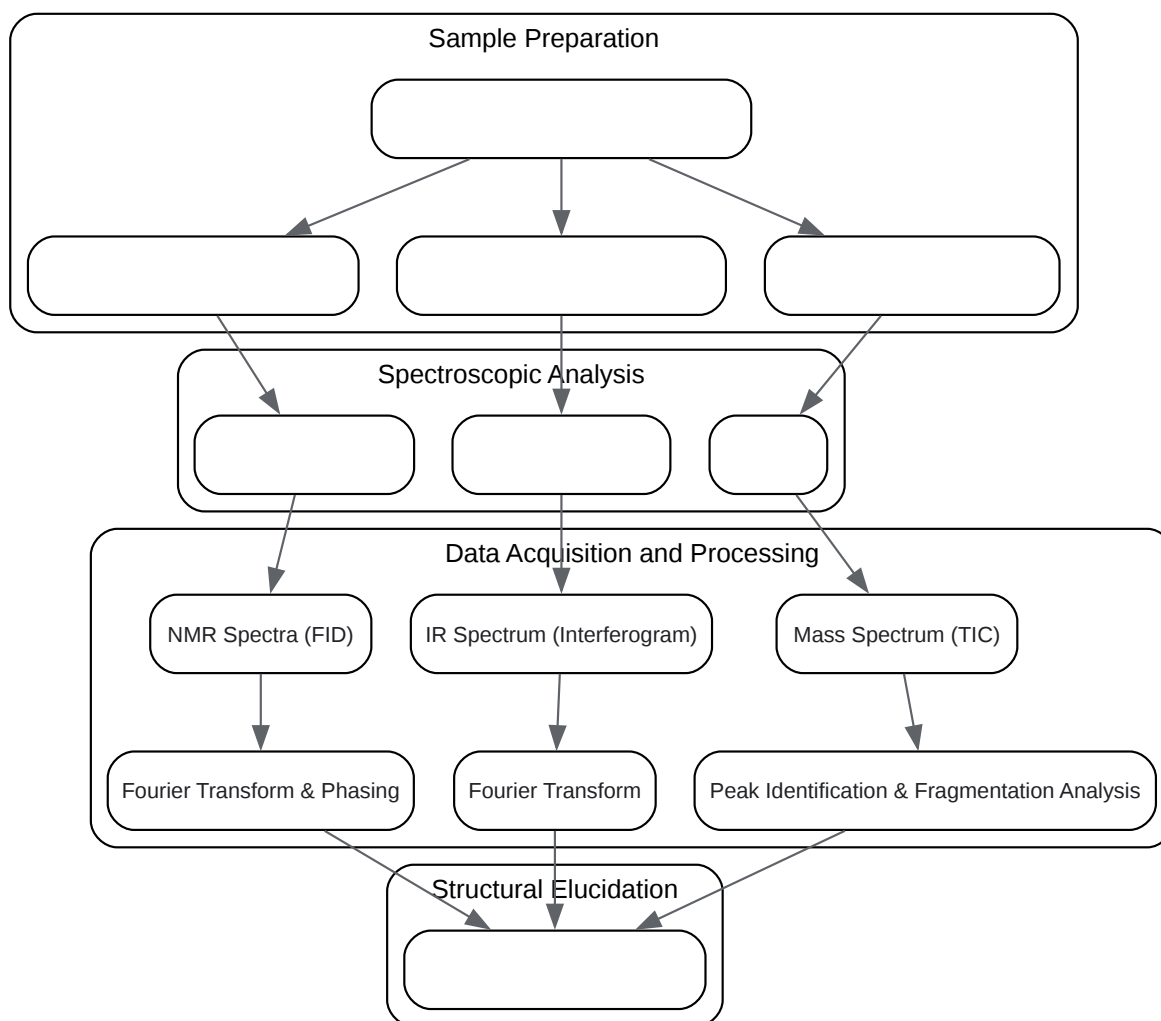 Sample Preparation
Spectroscopic Analysis
Data Acquisition and Processing
NMR Spectra (FID)
IR Spectrum (Interferogram)
Mass Spectrum (TIC)
Fourier Transform & Phasing
Fourier Transform
Peak Identification & Fragmentation Analysis
Structural Elucidation